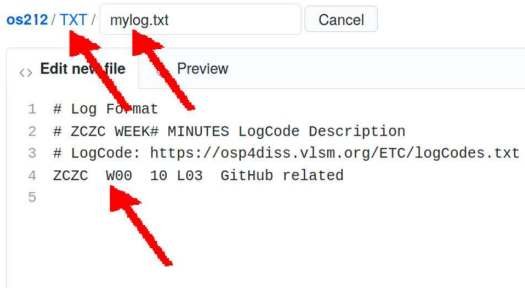 os212 / TXT / mylog.txt Cancel
<> Edit new file Preview
1 # Log Format
2 # ZCZC WEEK# MINUTES LogCode Description
3 # LogCode: https://osp4diss.vlsm.org/ETC/logCodes.txt
4 ZCZC  W00  10 L03  GitHub related
5